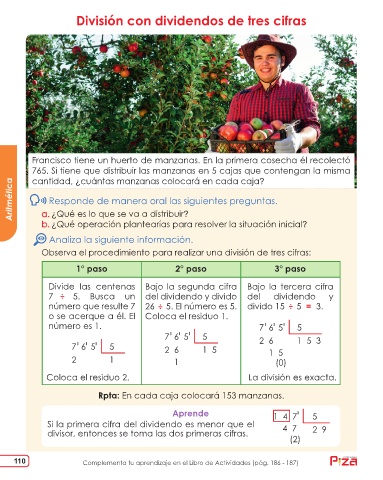 División con dividendos de tres cifras
Francisco tiene un huerto de manzanas. En la primera cosecha él recolectó
765. Si tiene que distribuir las manzanas en 5 cajas que contengan la misma
cantidad, ¿cuántas manzanas colocará en cada caja?
Aritmética
Responde de manera oral las siguientes preguntas.
a. ¿Qué es lo que se va a distribuir?
b. ¿Qué operación plantearías para resolver la situación inicial?
Analiza la siguiente información.
Observa el procedimiento para realizar una división de tres cifras:
1° paso 2° paso 3° paso
Divide las centenas
7 ÷ 5. Busca un
número que resulte 7
o se acerque a él. El
número es 1.
7' 6' 5' 5
2 1
Coloca el residuo 2.
Bajo la segunda cifra
del dividendo y divido
26 ÷ 5. El número es 5.
Coloca el residuo 1.
7' 6' 5' 5
2 6 1 5
1
Bajo la tercera cifra
del dividendo y
divido 15 ÷ 5 = 3.
7' 6' 5' 5
2 6 1 5 3
1 5
(0)
La división es exacta.
Rpta: En cada caja colocará 153 manzanas.
Aprende
Si la primera cifra del dividendo es menor que el
divisor, entonces se toma las dos primeras cifras.
1 4 7' 5
4 7 2 9
(2)
110
Complementa tu aprendizaje en el Libro de Actividades (pág. 186 - 187)